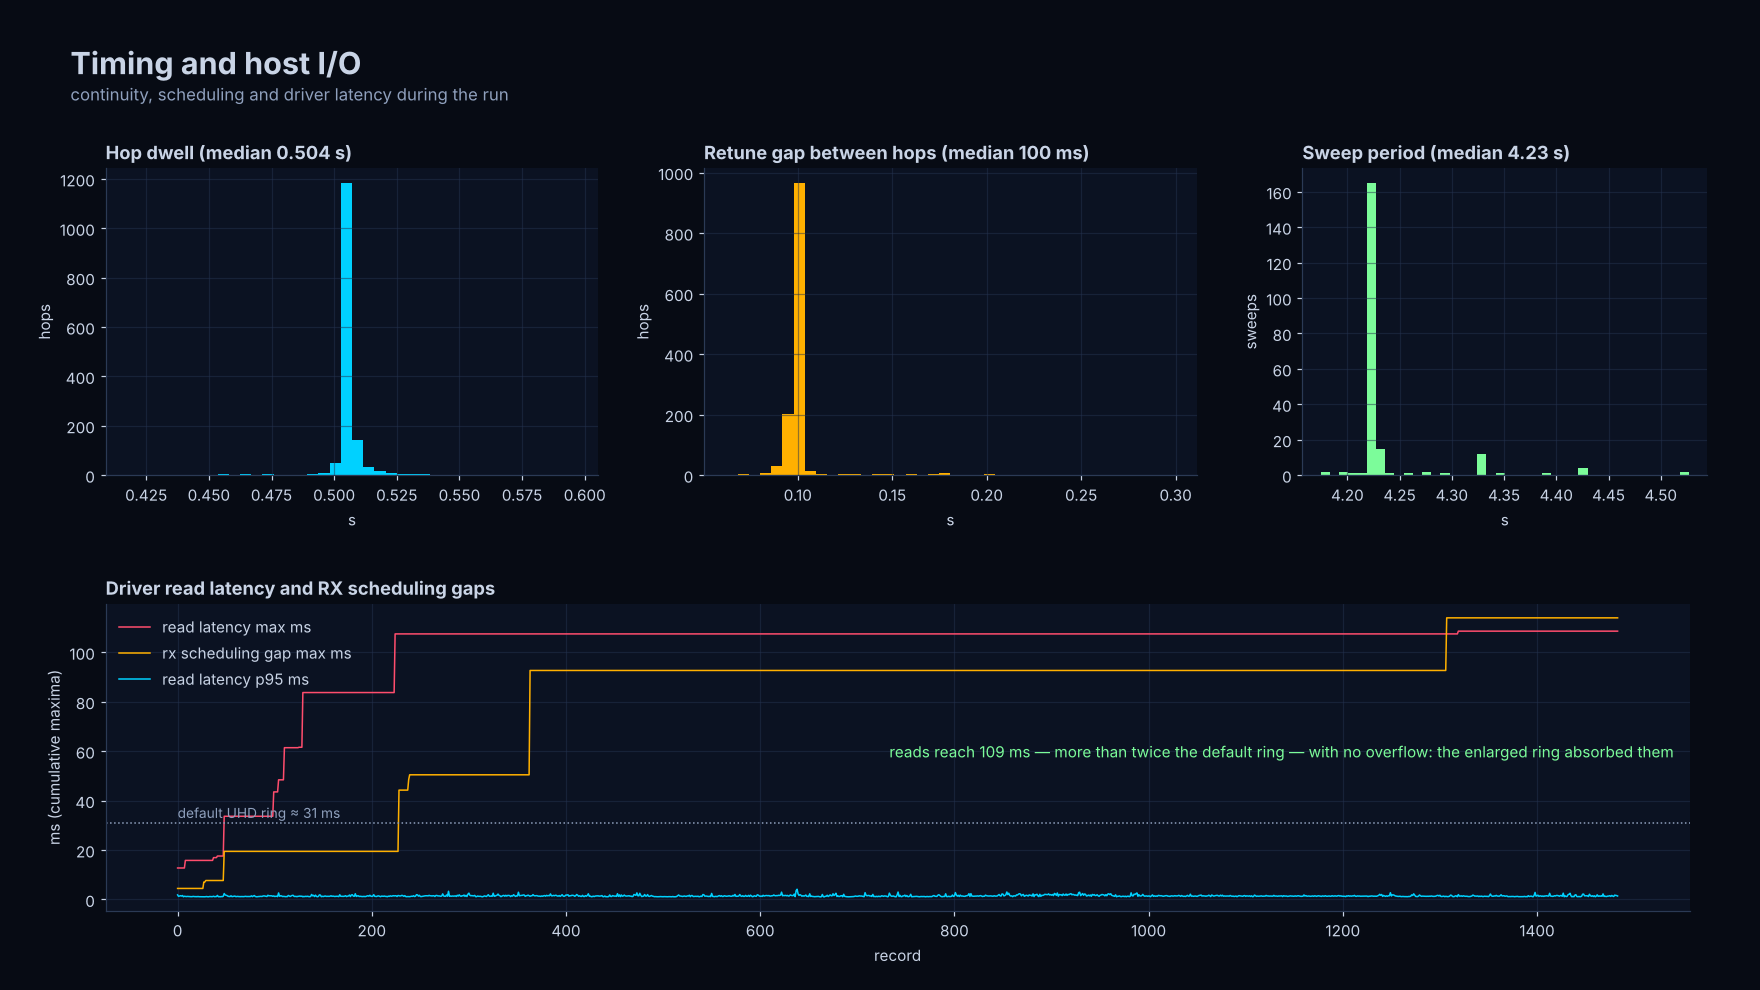 Timing and host I/O
continuity, scheduling and driver latency during the run
Hop dwell (median 0.504 s)
1200
1000
800
600
400
200
0
hops
0.425 0.450 0.475 0.500 0.525 0.550 0.575 0.600
s
Retune gap between hops (median 100 ms)
1000
800
600
400
200
0
hops
0.10 0.15 0.20 0.25 0.30
s
Sweep period (median 4.23 s)
160
140
120
100
80
60
40
20
0
sweeps
4.20 4.25 4.30 4.35 4.40 4.45 4.50
s
Driver read latency and RX scheduling gaps
read latency max ms
rx scheduling gap max ms
read latency p95 ms
100
80
60
40
20
0
ms (cumulative maxima)
reads reach 109 ms — more than twice the default ring — with no overflow: the enlarged ring absorbed them
default UHD ring ≈ 31 ms
0 200 400 600 800 1000 1200 1400
record